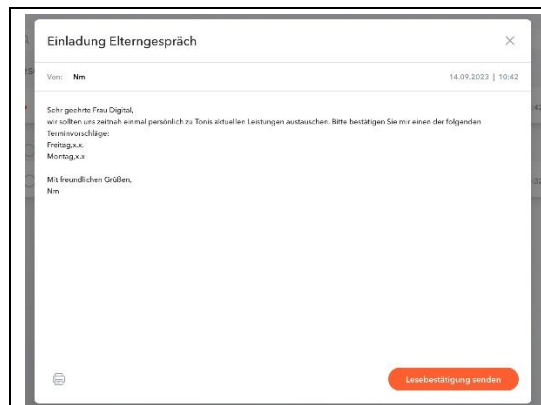 Einladung Elterngespräch
Von: Nm 14.09.2023 | 10:42
Sehr geehrte Frau Digital,
wir sollten uns zeitnah einmal persönlich zu Tonis aktuellen Leistungen austauschen. Bitte bestätigen Sie mir einen der folgenden
Terminvorschläge:
Freitag,x.x.
Montag,x.x
Mit freundlichen Grüßen,
Nm
Lesebestätigung senden